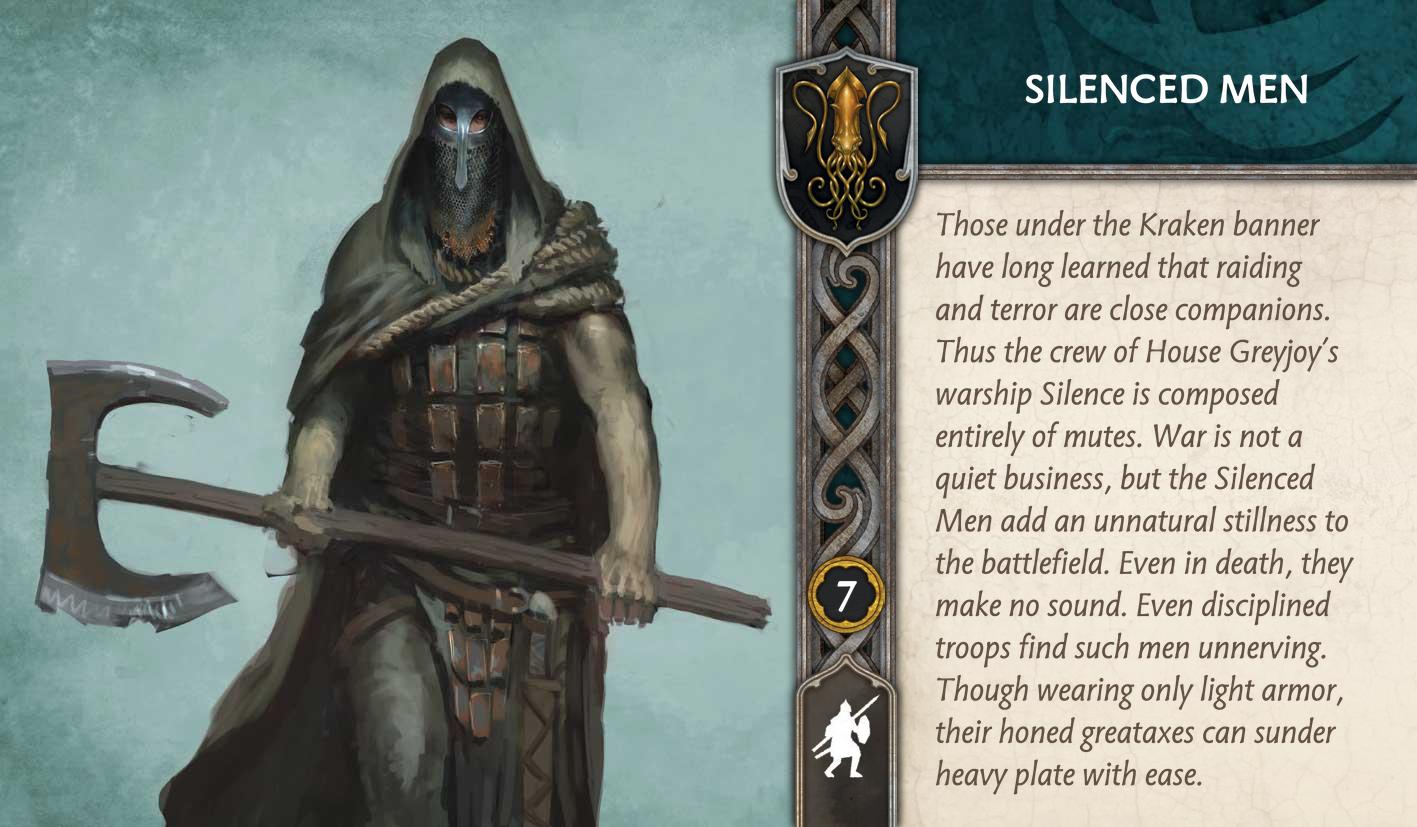 SILENCED MEN
Those under the Kraken banner
have long learned that raiding
and terror are close companions.
Thus the crew of House Greyjoy's
warship Silence is composed
entirely of mutes. War is not a
quiet business, but the Silenced
Men add an unnatural stillness to
the battlefield. Even in death, they
make no sound. Even disciplined
troops find such men unnerving.
Though wearing only light armor,
their honed greataxes can sunder
heavy plate with ease.
7